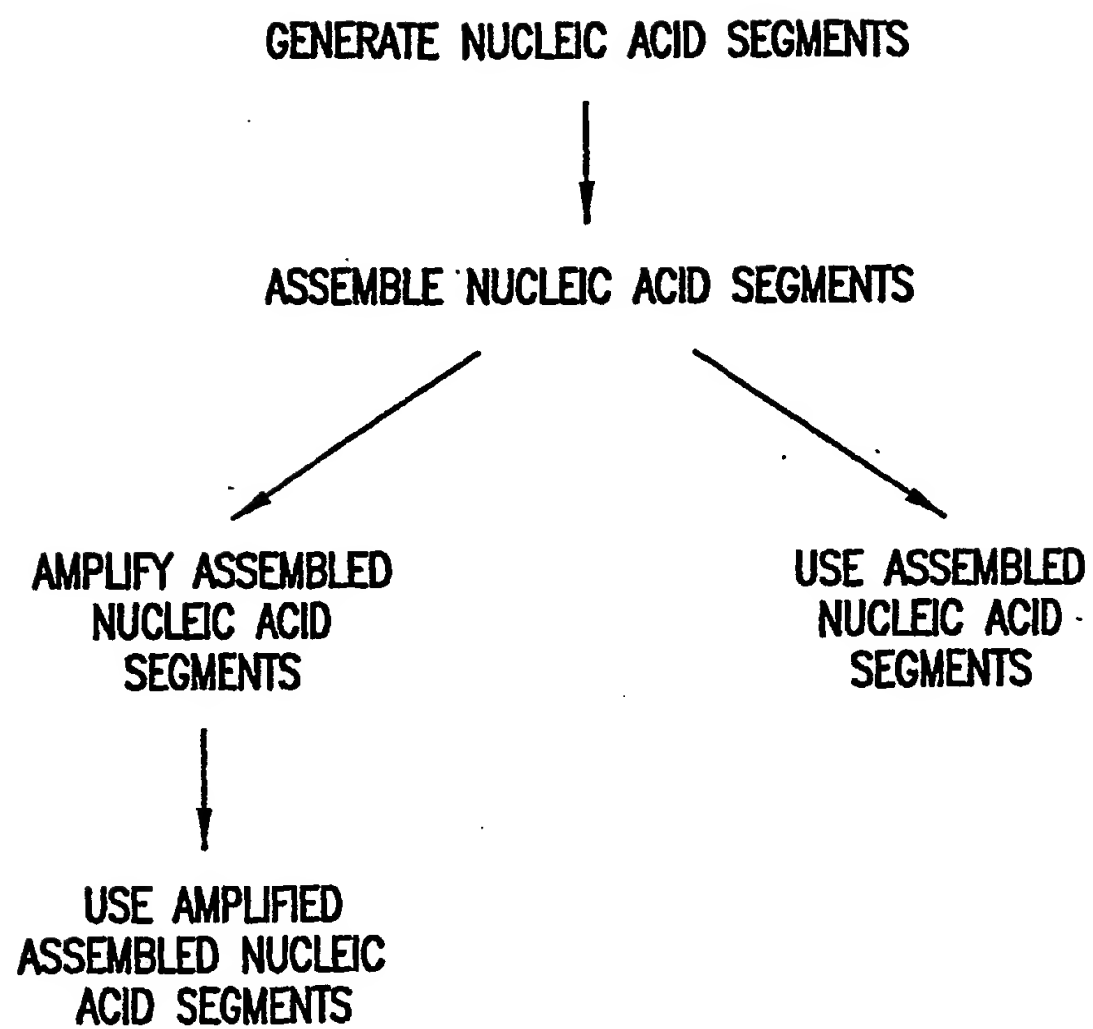 GENERATE NUCLEIC ACID SEGMENTS
ASSEMBLE NUCLEIC ACID SEGMENTS
AMPLIFY ASSEMBLED
NUCLEIC ACID
SEGMENTS
USE ASSEMBLED
NUCLEIC ACID
SEGMENTS
USE AMPLIFIED
ASSEMBLED NUCLEIC
ACID SEGMENTS